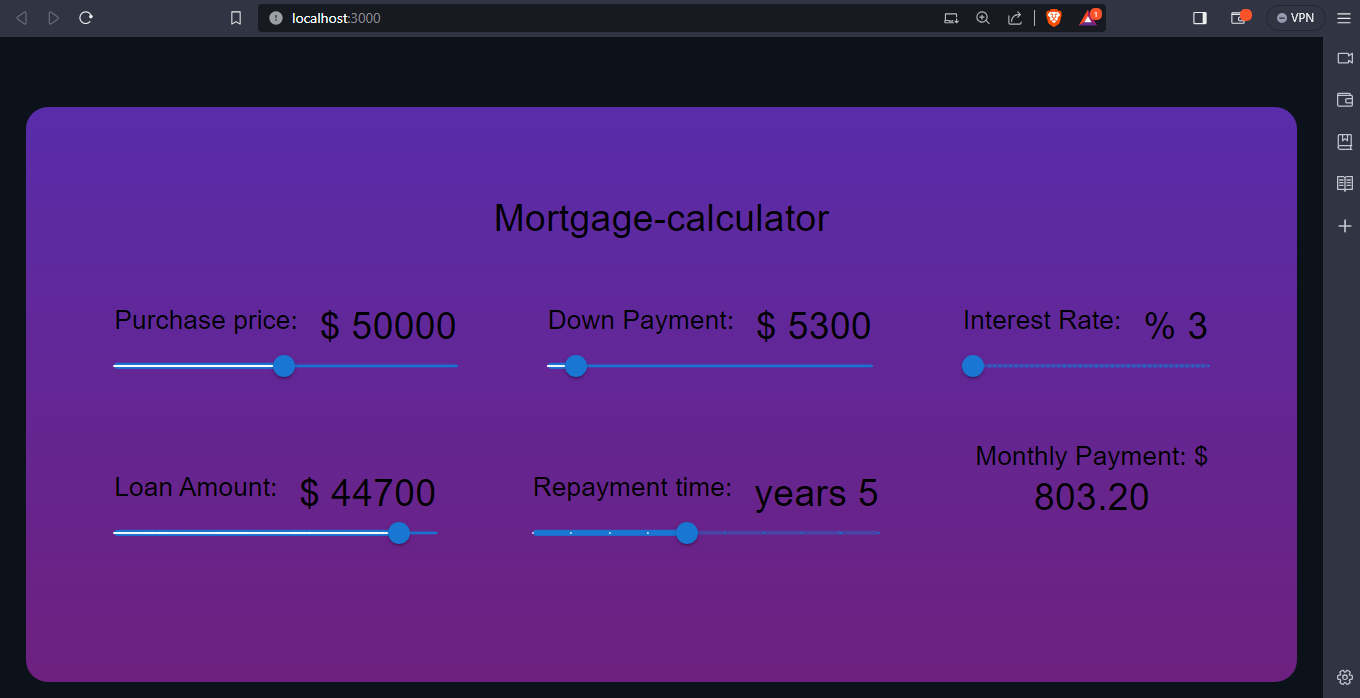 localhost:3000
1
VPN
Mortgage-calculator
Purchase price: $ 50000
Down Payment: $ 5300
Interest Rate: % 3
Loan Amount: $ 44700
Repayment time: years 5
Monthly Payment: $
803.20